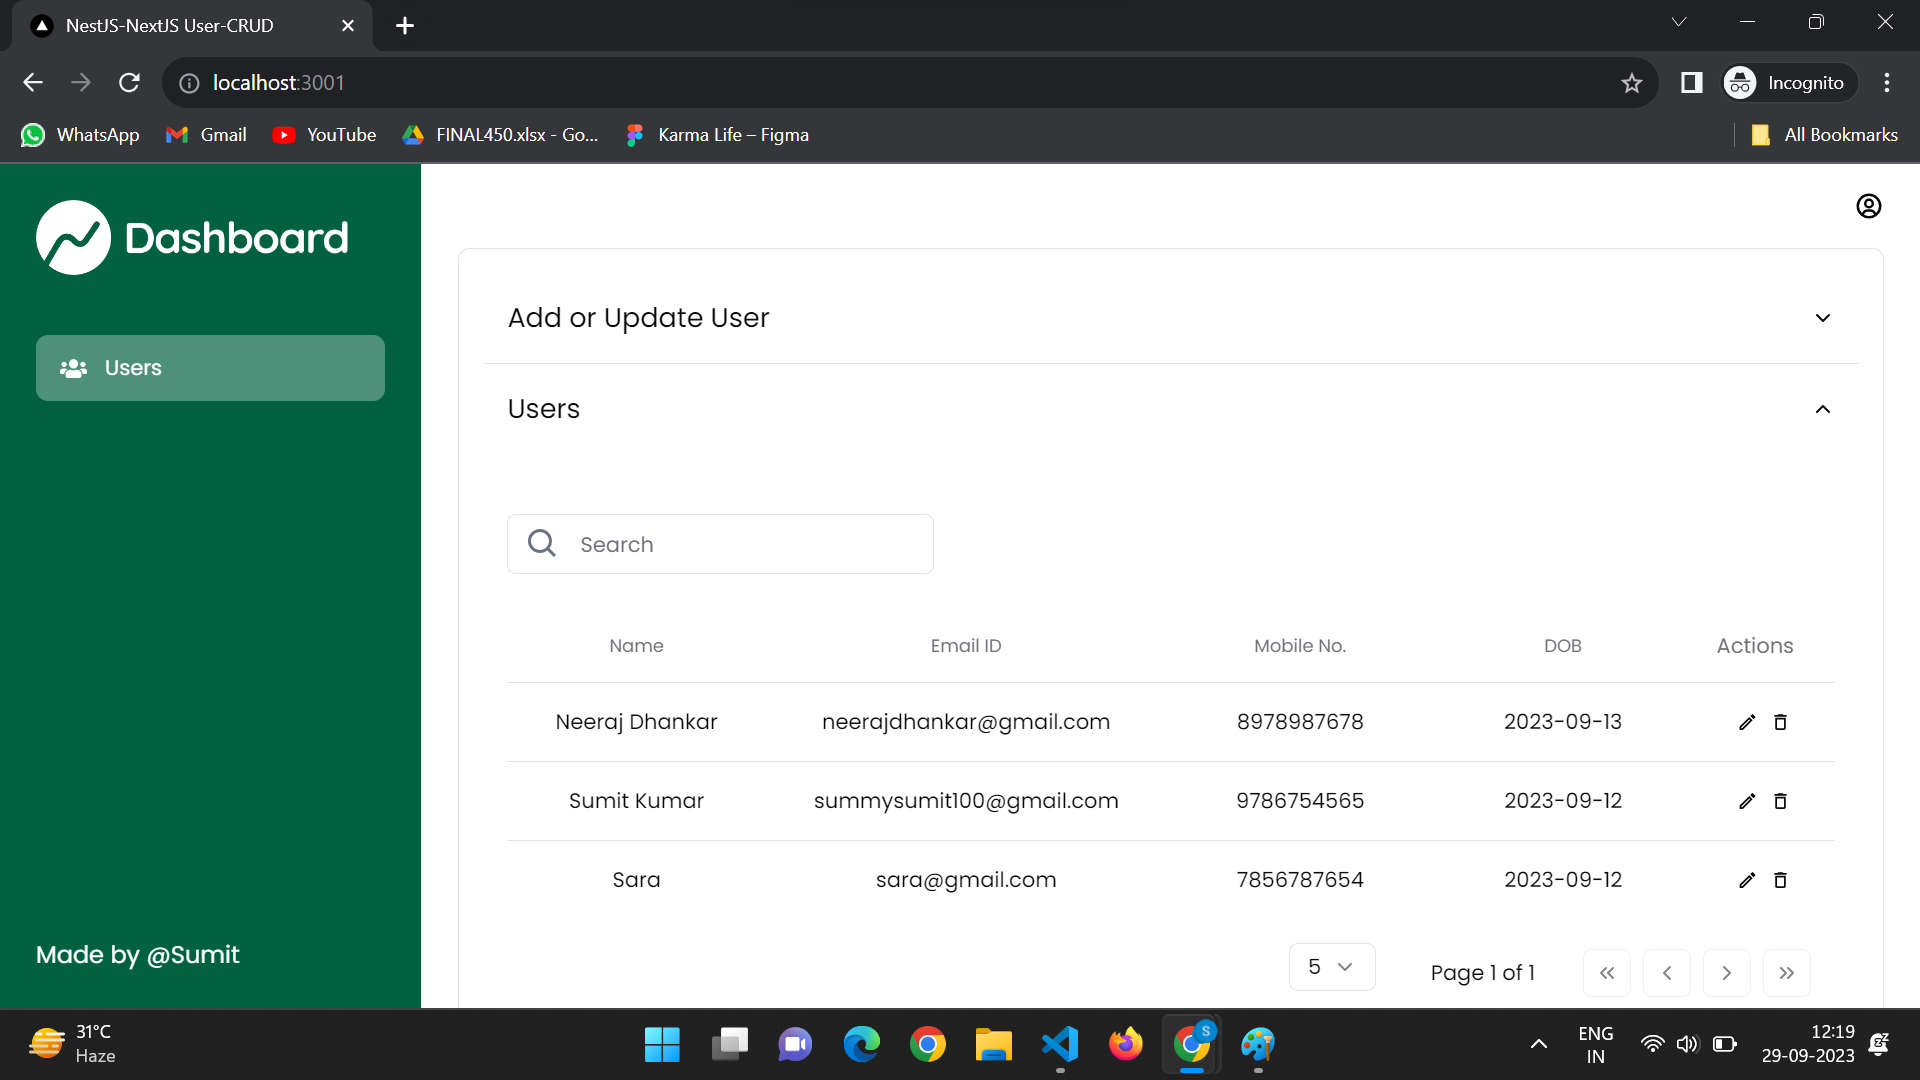 NestJS-NextJS User-CRUD
localhost:3001
Incognito
WhatsApp Gmail YouTube FINAL450.xlsx - Go... Karma Life – Figma All Bookmarks
Dashboard
Users
Made by @Sumit
Add or Update User
Users
Search
Name Email ID Mobile No. DOB Actions
Neeraj Dhankar neerajdhankar@gmail.com 8978987678 2023-09-13
Sumit Kumar summysumit100@gmail.com 9786754565 2023-09-12
Sara sara@gmail.com 7856787654 2023-09-12
5 Page 1 of 1
31°C
Haze
S
ENG
IN
12:19
29-09-2023